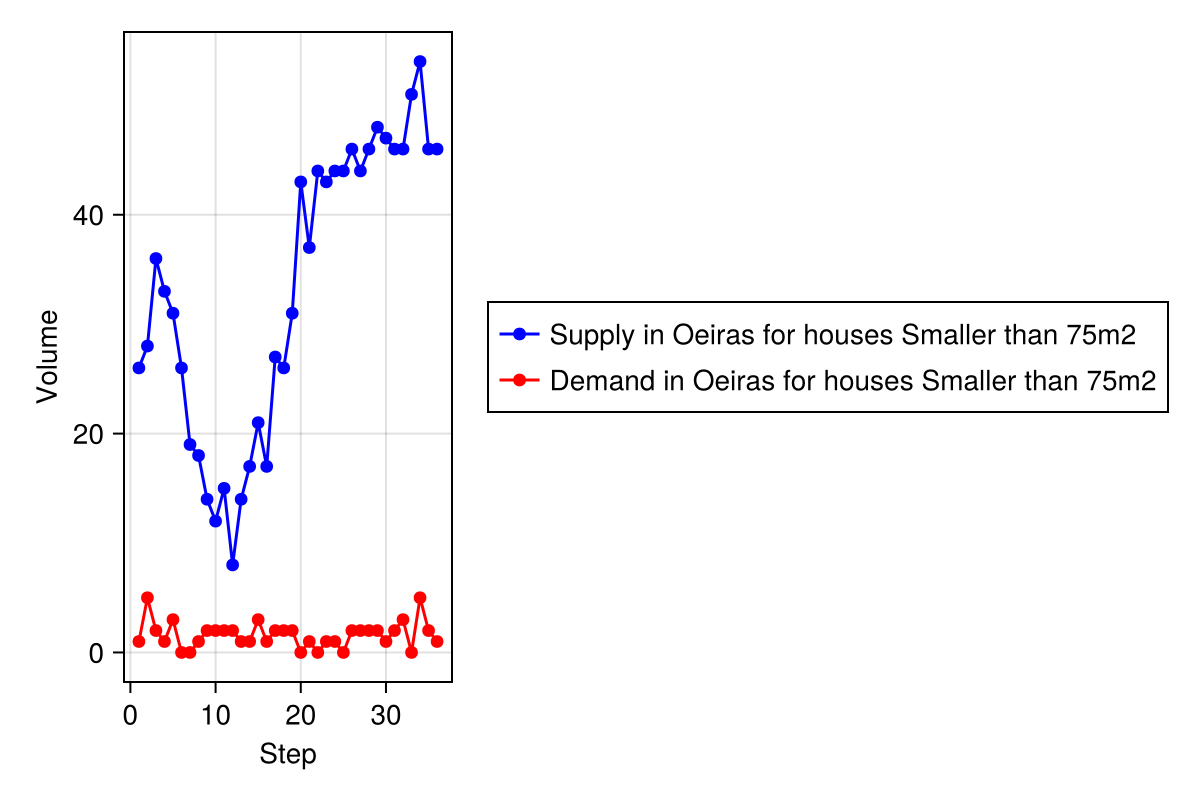 Volume
40
20
0
0 10 20 30
Step
Supply in Oeiras for houses Smaller than 75m2
Demand in Oeiras for houses Smaller than 75m2